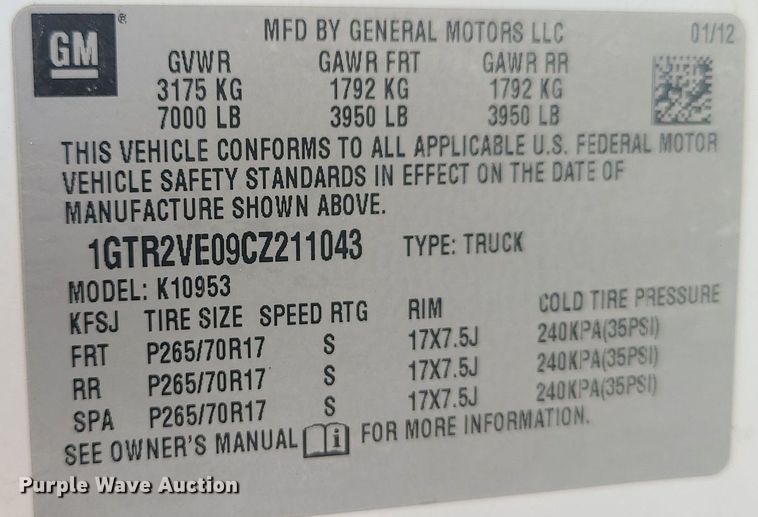 GM ®
MFD BY GENERAL MOTORS LLC 01/12
GVWR GAWR FRT GAWR RR
3175 KG 1792 KG 1792 KG
7000 LB 3950 LB 3950 LB
THIS VEHICLE CONFORMS TO ALL APPLICABLE U.S. FEDERAL MOTOR
VEHICLE SAFETY STANDARDS IN EFFECT ON THE DATE OF
MANUFACTURE SHOWN ABOVE.
1GTR2VE09CZ211043 TYPE: TRUCK
MODEL: K10953
KFSJ TIRE SIZE SPEED RTG RIM COLD TIRE PRESSURE
FRT P265/70R17 S 17X7.5J 240KPA(35PSI)
RR P265/70R17 S 17X7.5J 240KPA(35PSI)
SPA P265/70R17 S 17X7.5J 240KPA(35PSI)
SEE OWNER'S MANUAL i FOR MORE INFORMATION.
Purple Wave Auction